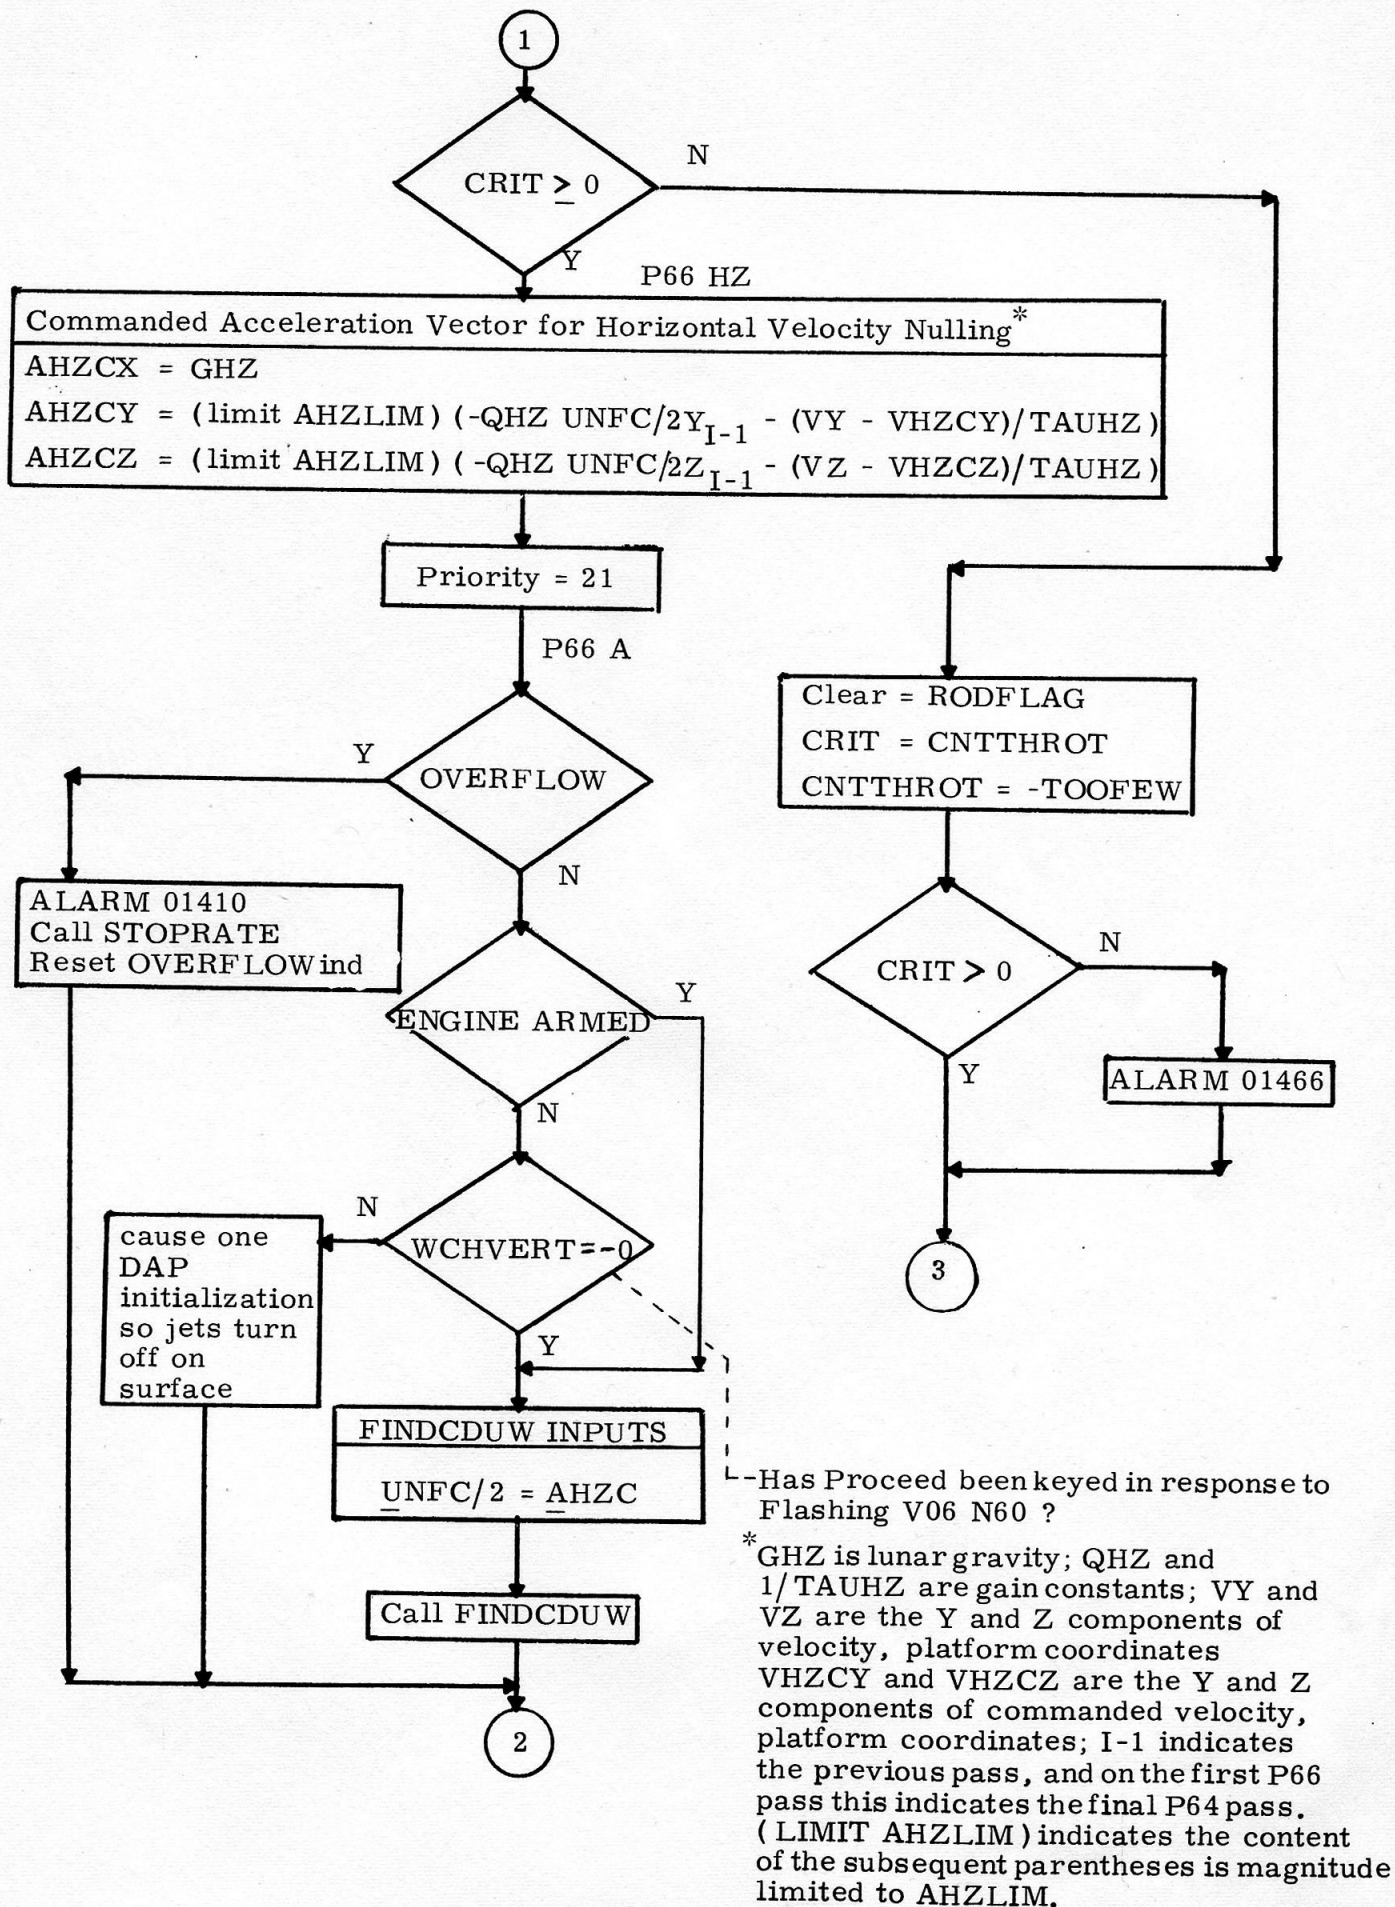 1
CRIT ≥ 0
N
Y
P66 HZ
Commanded Acceleration Vector for Horizontal Velocity Nulling*
AHZCX = GHZ
AHZCY = (limit AHZLIM) (-QHZ UNFC/2Y I-1 - (VY - VHZCY)/TAUHZ)
AHZCZ = (limit AHZLIM) (-QHZ UNFC/2Z I-1 - (VZ - VHZCZ)/TAUHZ)
Priority = 21
P66 A
OVERFLOW
Y
N
ALARM 01410
Call STOPRATE
Reset OVERFLOW ind
ENGINE ARMED
Y
N
WCHVERT=-0
N
Y
cause one
DAP
initialization
so jets turn
off on
surface
FINDCDUW INPUTS
UNFC/2 = AHZC
Call FINDCDUW
2
Clear = RODFLAG
CRIT = CNTTHROT
CNTTHROT = -TOOFEW
CRIT > 0
N
Y
ALARM 01466
3
Has Proceed been keyed in response to
Flashing V06 N60 ?
*GHZ is lunar gravity; QHZ and
1/TAUHZ are gain constants; VY and
VZ are the Y and Z components of
velocity, platform coordinates
VHZCY and VHZCZ are the Y and Z
components of commanded velocity,
platform coordinates; I-1 indicates
the previous pass, and on the first P66
pass this indicates the final P64 pass.
(LIMIT AHZLIM) indicates the content
of the subsequent parentheses is magnitude
limited to AHZLIM.